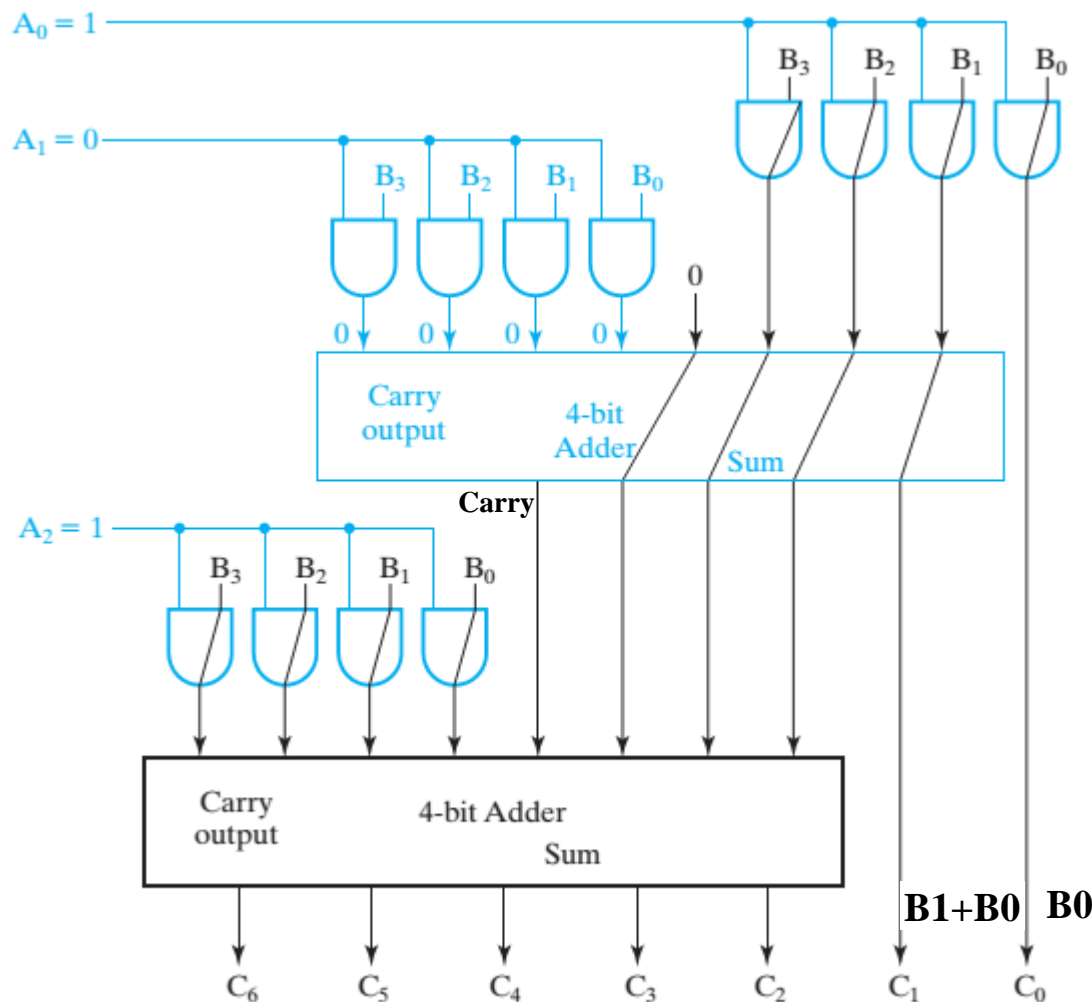 A₀ = 1
B₃ B₂ B₁ B₀
A₁ = 0
B₃ B₂ B₁ B₀
0
0 0 0 0
Carry
output
4-bit
Adder
Sum
Carry
A₂ = 1
B₃ B₂ B₁ B₀
Carry
output
4-bit Adder
Sum
B1+B0 B0
C₆ C₅ C₄ C₃ C₂ C₁ C₀